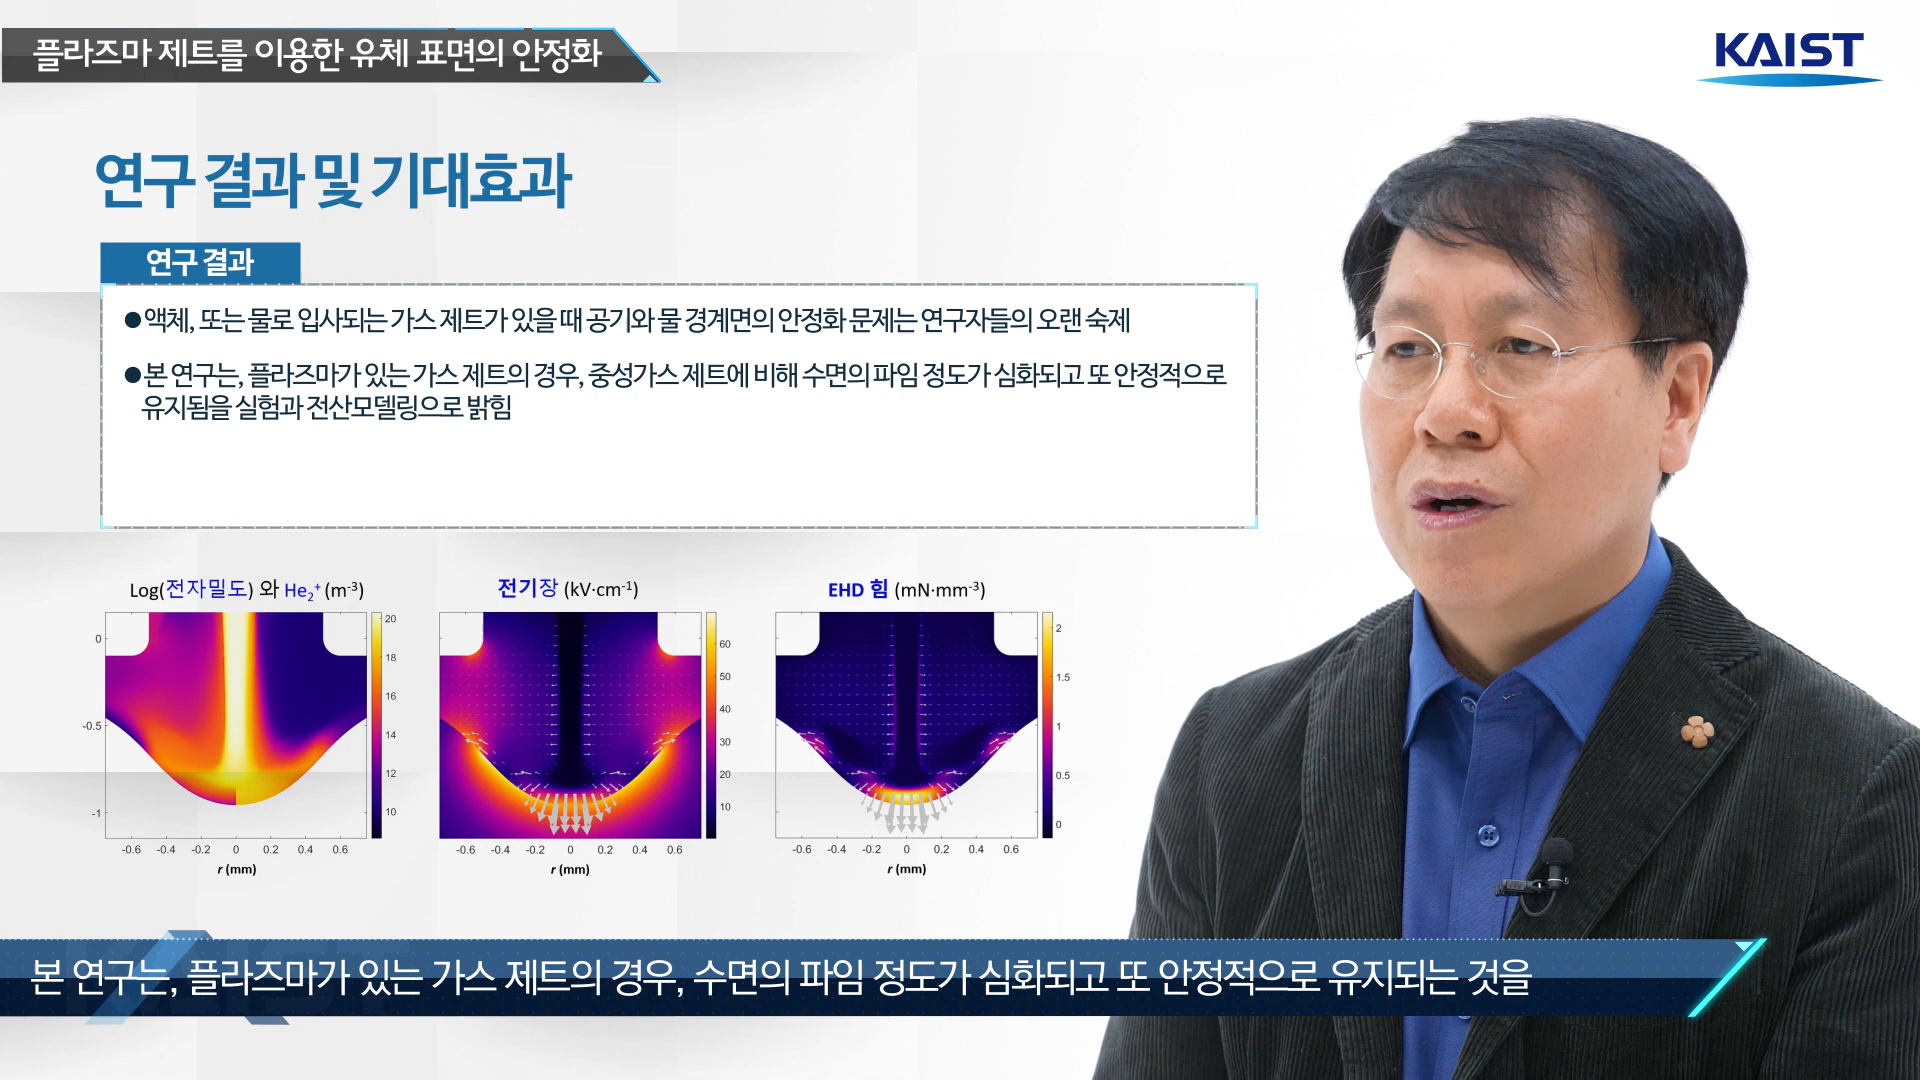 플라즈마 제트를 이용한 유체 표면의 안정화
KAIST
연구 결과 및 기대효과
연구 결과
●액체, 또는 물로 입사되는 가스 제트가 있을 때 공기와 물 경계면의 안정화 문제는 연구자들의 오랜 숙제
●본 연구는, 플라즈마가 있는 가스 제트의 경우, 중성가스 제트에 비해 수면의 파임 정도가 심화되고 또 안정적으로
유지됨을 실험과 전산모델링으로 밝힘
Log(전자밀도) 와 He₂⁺ (m⁻³)
0
-0.5
-1
20
18
16
14
12
10
-0.6 -0.4 -0.2 0 0.2 0.4 0.6
r (mm)
전기장 (kV·cm⁻¹)
60
50
40
30
20
10
-0.6 -0.4 -0.2 0 0.2 0.4 0.6
r (mm)
EHD 힘 (mN·mm⁻³)
2
1.5
1
0.5
0
-0.6 -0.4 -0.2 0 0.2 0.4 0.6
r (mm)
본 연구는, 플라즈마가 있는 가스 제트의 경우, 수면의 파임 정도가 심화되고 또 안정적으로 유지되는 것을